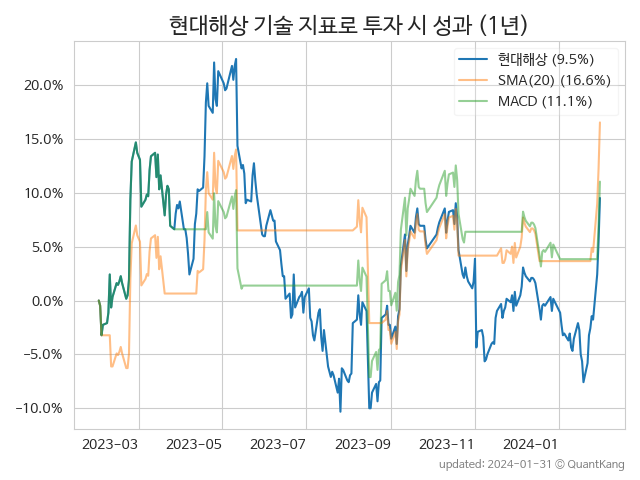 현대해상 기술 지표로 투자 시 성과 (1년)
현대해상 (9.5%)
SMA(20) (16.6%)
MACD (11.1%)
20.0%
15.0%
10.0%
5.0%
0.0%
−5.0%
−10.0%
2023-03 2023-05 2023-07 2023-09 2023-11 2024-01
updated: 2024-01-31 © QuantKang